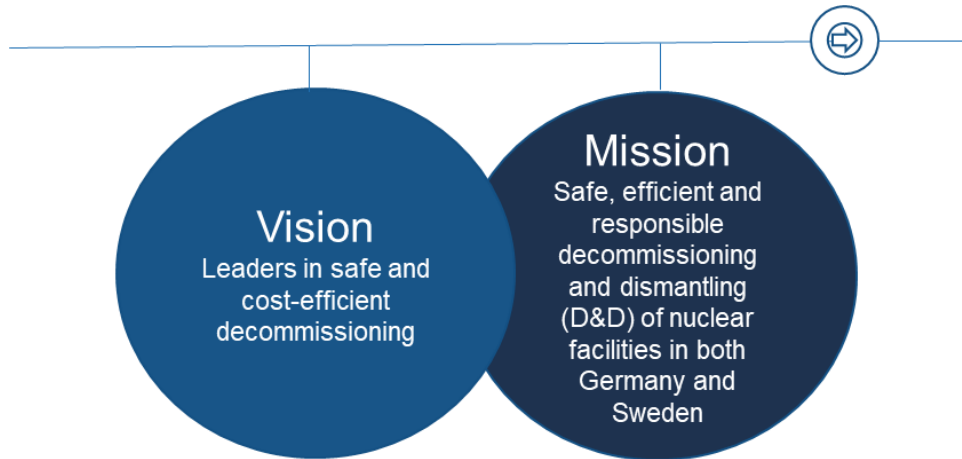 Vision
Leaders in safe and
cost-efficient
decommissioning
Mission
Safe, efficient and
responsible
decommissioning
and dismantling
(D&D) of nuclear
facilities in both
Germany and
Sweden